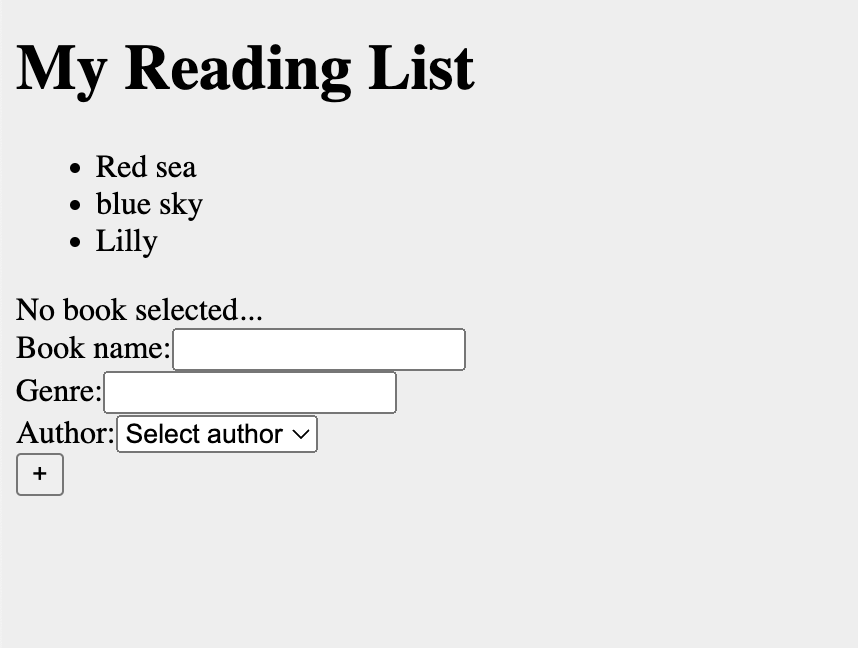 My Reading List
• Red sea
• blue sky
• Lilly
No book selected...
Book name:
Genre:
Author: Select author
+